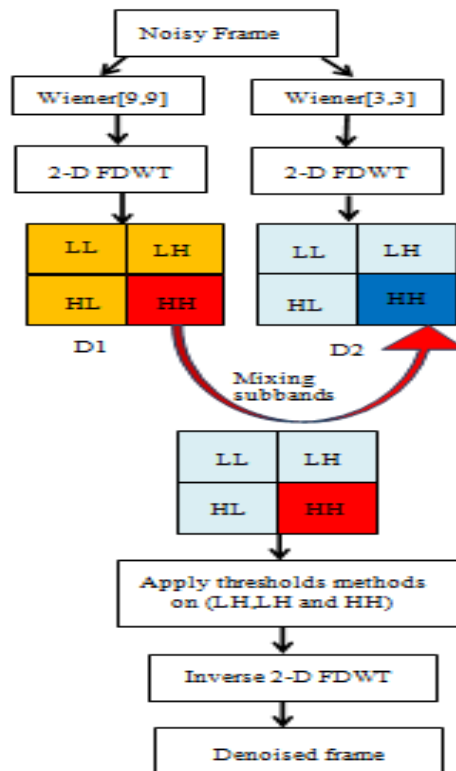 Noisy Frame
Wiener[9,9]
Wiener[3,3]
2-D FDWT
2-D FDWT
LL LH
HL HH
D1
LL LH
HL HH
D2
Mixing
subbands
LL LH
HL HH
Apply thresholds methods
on (LH,LH and HH)
Inverse 2-D FDWT
Denoised frame